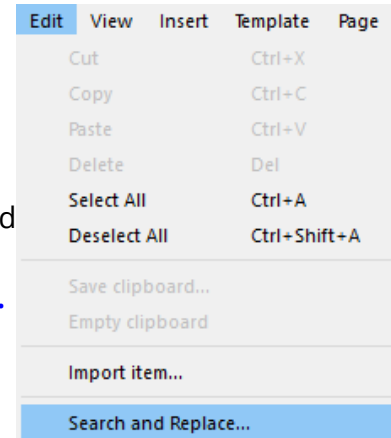 Edit View Insert Template Page
Cut Ctrl+X
Copy Ctrl+C
Paste Ctrl+V
Delete Del
Select All Ctrl+A
d
Deselect All Ctrl+Shift+A
Save clipboard...
.
Empty clipboard
Import item...
Search and Replace...